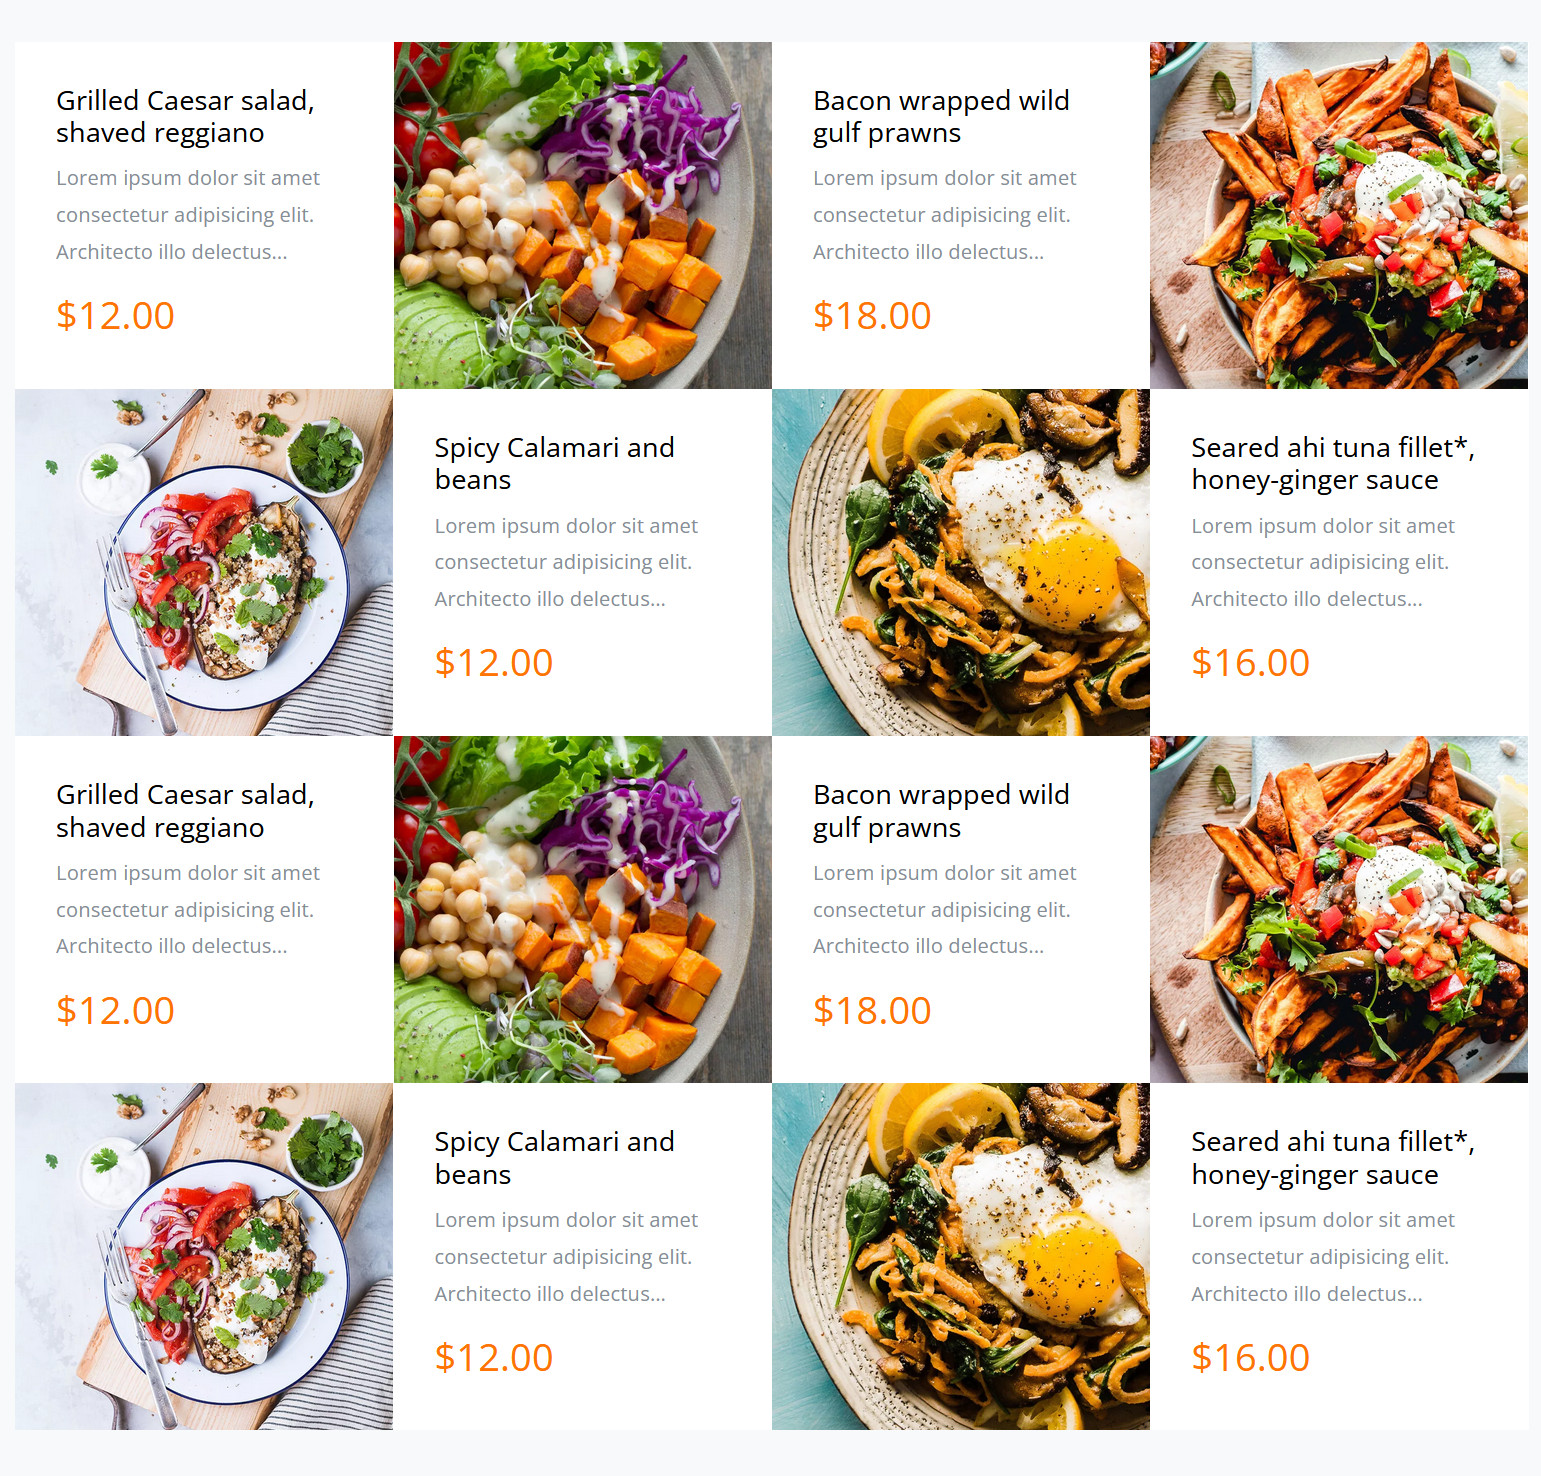 Grilled Caesar salad,
shaved reggiano
Lorem ipsum dolor sit amet
consectetur adipisicing elit.
Architecto illo delectus...
$12.00
Bacon wrapped wild
gulf prawns
Lorem ipsum dolor sit amet
consectetur adipisicing elit.
Architecto illo delectus...
$18.00
Spicy Calamari and
beans
Lorem ipsum dolor sit amet
consectetur adipisicing elit.
Architecto illo delectus...
$12.00
Seared ahi tuna fillet*,
honey-ginger sauce
Lorem ipsum dolor sit amet
consectetur adipisicing elit.
Architecto illo delectus...
$16.00
Grilled Caesar salad,
shaved reggiano
Lorem ipsum dolor sit amet
consectetur adipisicing elit.
Architecto illo delectus...
$12.00
Bacon wrapped wild
gulf prawns
Lorem ipsum dolor sit amet
consectetur adipisicing elit.
Architecto illo delectus...
$18.00
Spicy Calamari and
beans
Lorem ipsum dolor sit amet
consectetur adipisicing elit.
Architecto illo delectus...
$12.00
Seared ahi tuna fillet*,
honey-ginger sauce
Lorem ipsum dolor sit amet
consectetur adipisicing elit.
Architecto illo delectus...
$16.00